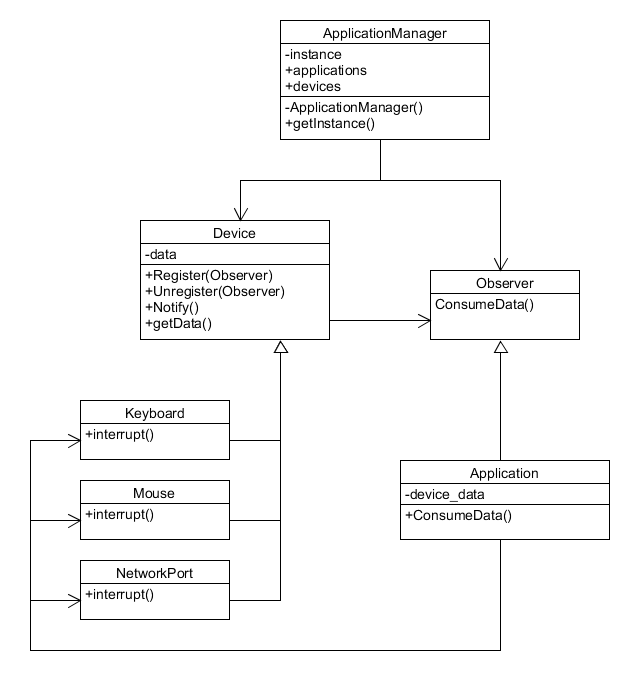 ApplicationManager
-instance
+applications
+devices
-ApplicationManager()
+getInstance()
Device
-data
+Register(Observer)
+Unregister(Observer)
+Notify()
+getData()
Observer
ConsumeData()
Keyboard
+interrupt()
Mouse
+interrupt()
NetworkPort
+interrupt()
Application
-device_data
+ConsumeData()